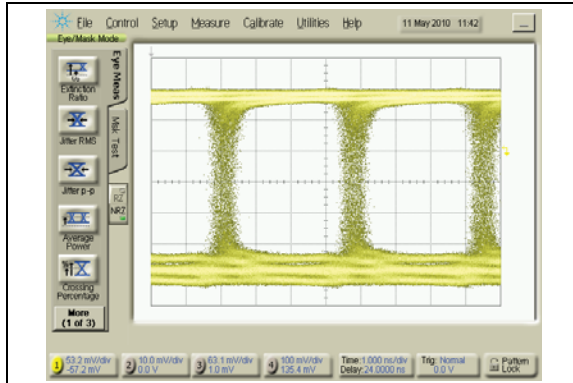 File Control Setup Measure Calibrate Utilities Help 11 May 2010 11:42
Eye/Mask Mode
Eye Meas
Msk Test
Extinction
Ratio
Jitter RMS
Jitter p-p
RZ
NRZ
Average
Power
Crossing
Percentage
More
(1 of 3)
1) 53.2 mV/div
-57.2 mV
2) 10.0 mV/div
0.0 V
3) 63.1 mV/div
1.0 mV
4) 100 mV/div
135.4 mV
Time:1.000 ns/div
Delay:24.0000 ns
Trig: Normal
0.0 V
Pattern
Lock